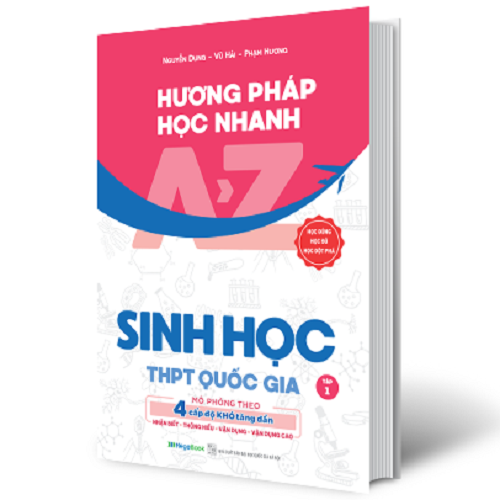 NGUYỄN DUNG - VŨ HẢI - PHẠM HƯƠNG
HƯƠNG PHÁP
HỌC NHANH
A>Z
HỌC ĐÚNG
HỌC ĐỦ
HỌC ĐỘT PHÁ
SINH HỌC
THPT QUỐC GIA
TẬP
1
MÔ PHỎNG THEO
4 cấp độ KHÓ tăng dần
NHẬN BIẾT - THÔNG HIỂU - VẬN DỤNG - VẬN DỤNG CAO
Megabook